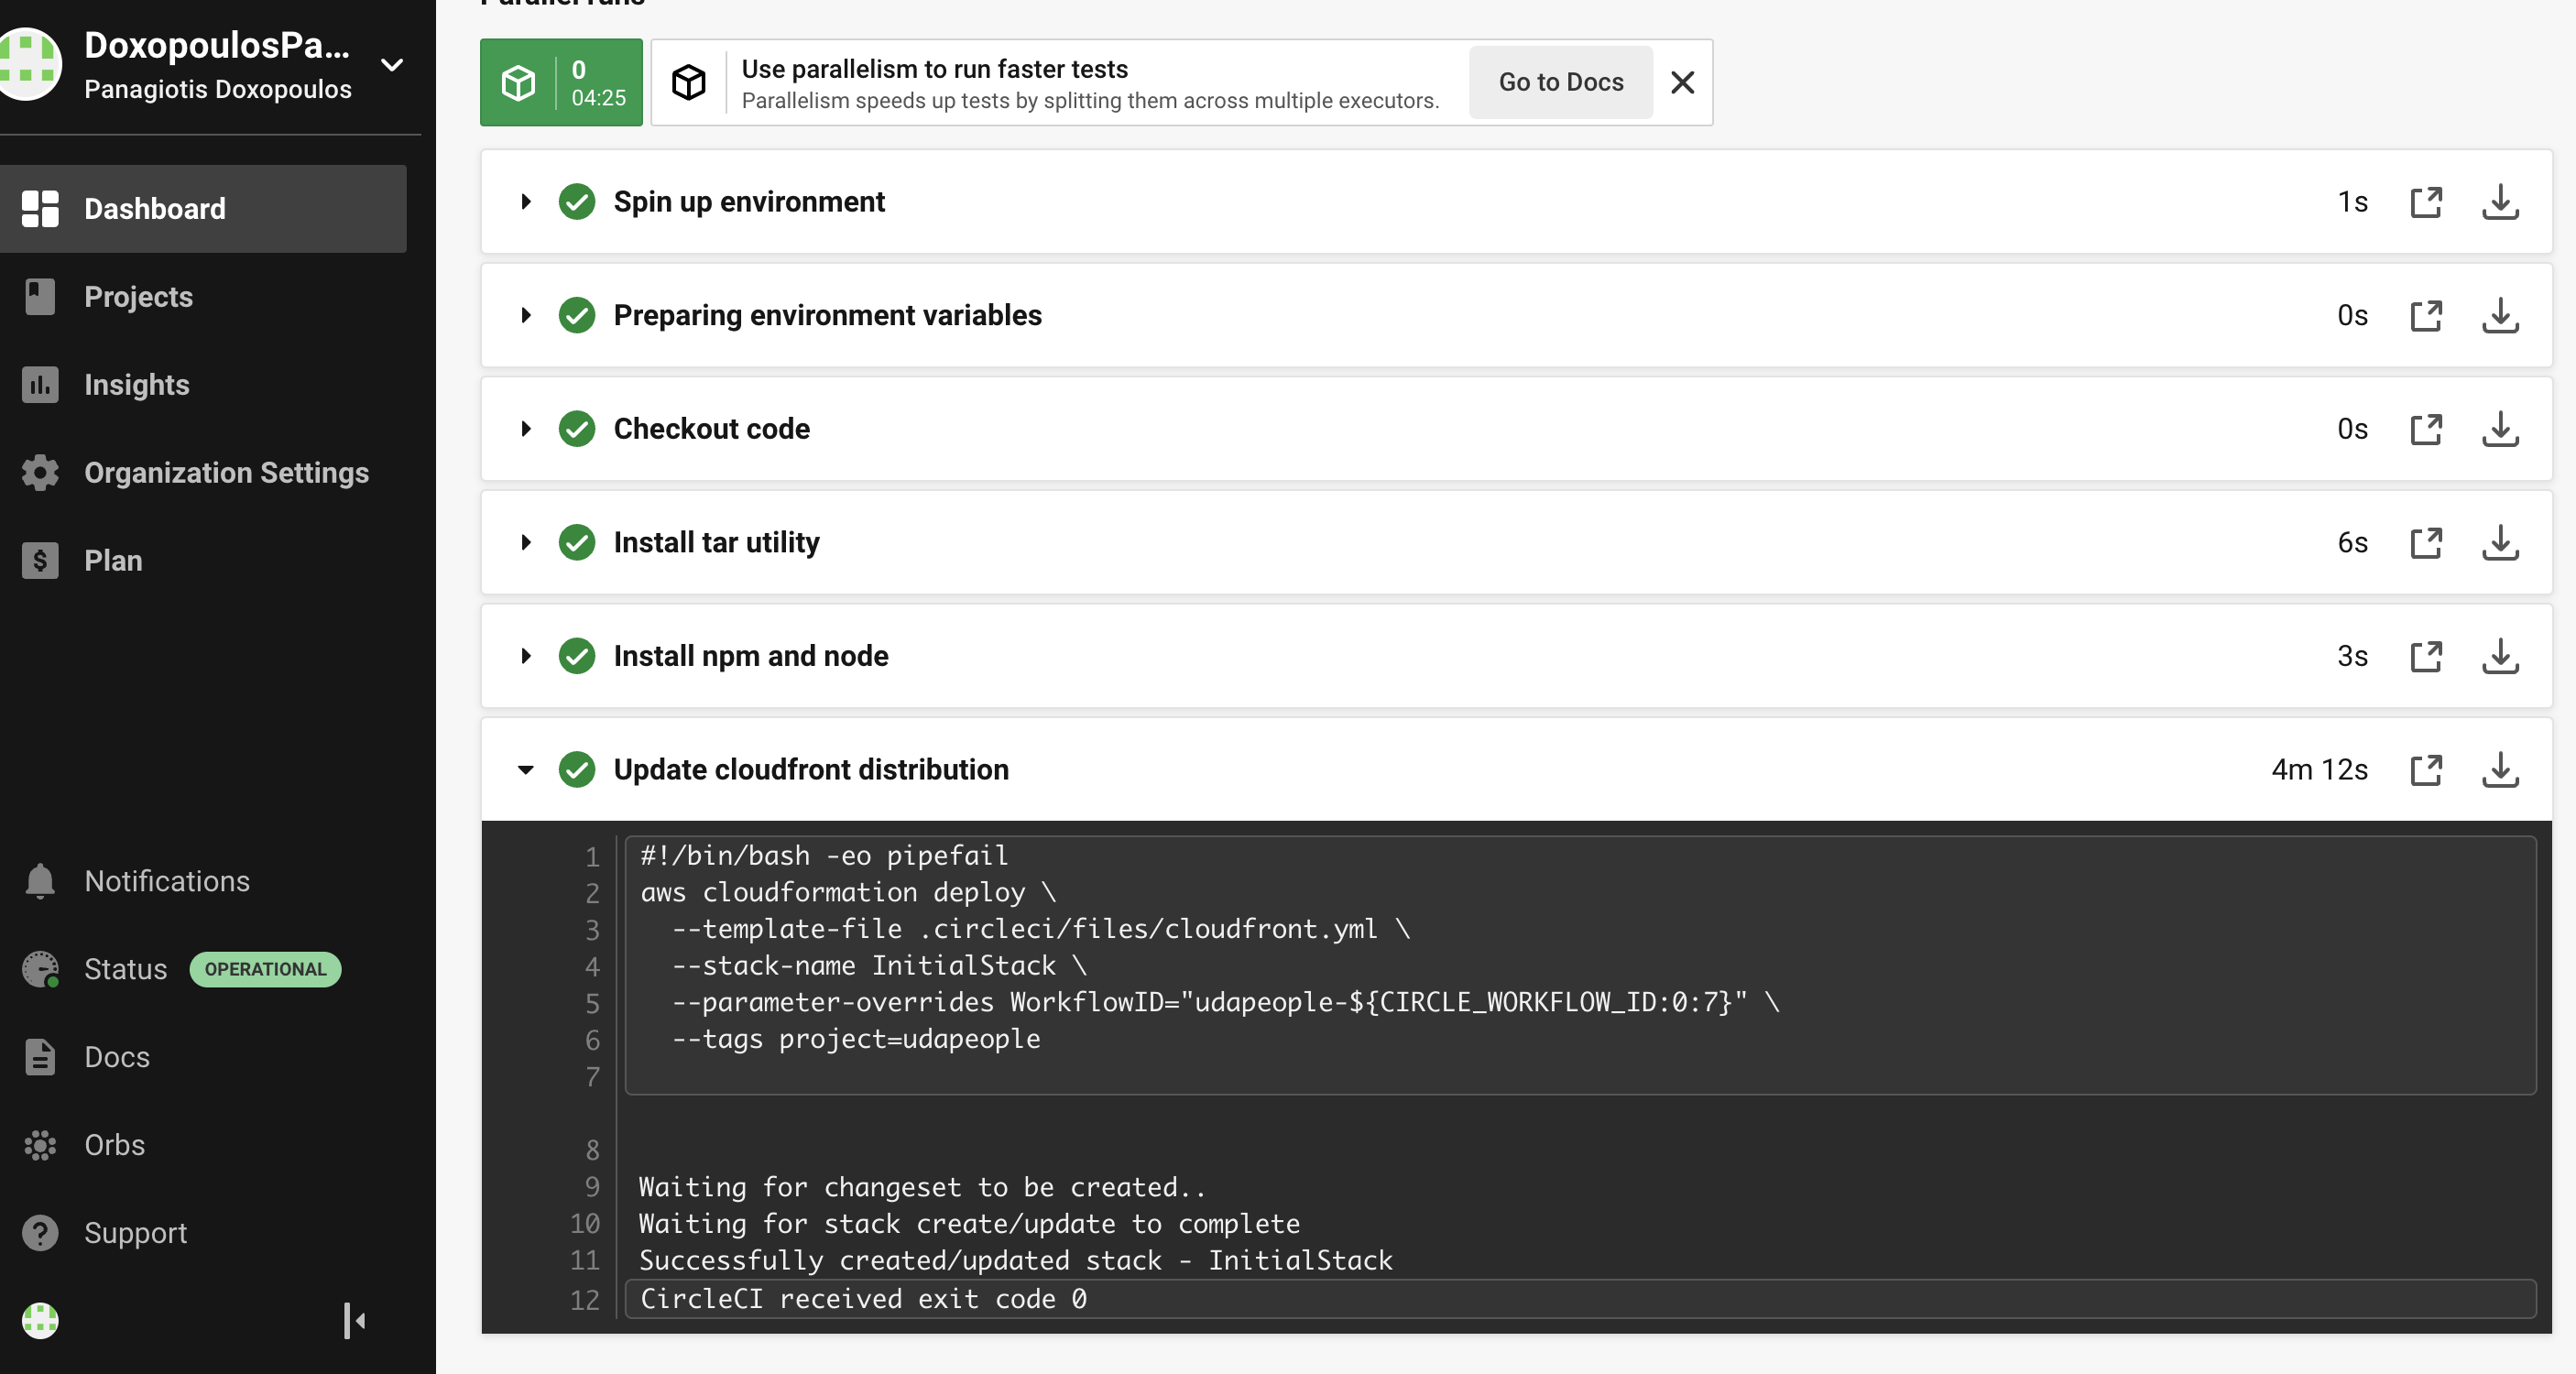 DoxopoulosPa...
Panagiotis Doxopoulos
Dashboard
Projects
Insights
Organization Settings
Plan
Notifications
Status OPERATIONAL
Docs
Orbs
Support
Parallel runs
0
04:25
Use parallelism to run faster tests
Parallelism speeds up tests by splitting them across multiple executors.
Go to Docs
Spin up environment 1s
Preparing environment variables 0s
Checkout code 0s
Install tar utility 6s
Install npm and node 3s
Update cloudfront distribution 4m 12s
1 #!/bin/bash -eo pipefail
2 aws cloudformation deploy \
3 --template-file .circleci/files/cloudfront.yml \
4 --stack-name InitialStack \
5 --parameter-overrides WorkflowID="udapeople-${CIRCLE_WORKFLOW_ID:0:7}" \
6 --tags project=udapeople
7
8
9 Waiting for changeset to be created..
10 Waiting for stack create/update to complete
11 Successfully created/updated stack - InitialStack
12 CircleCI received exit code 0